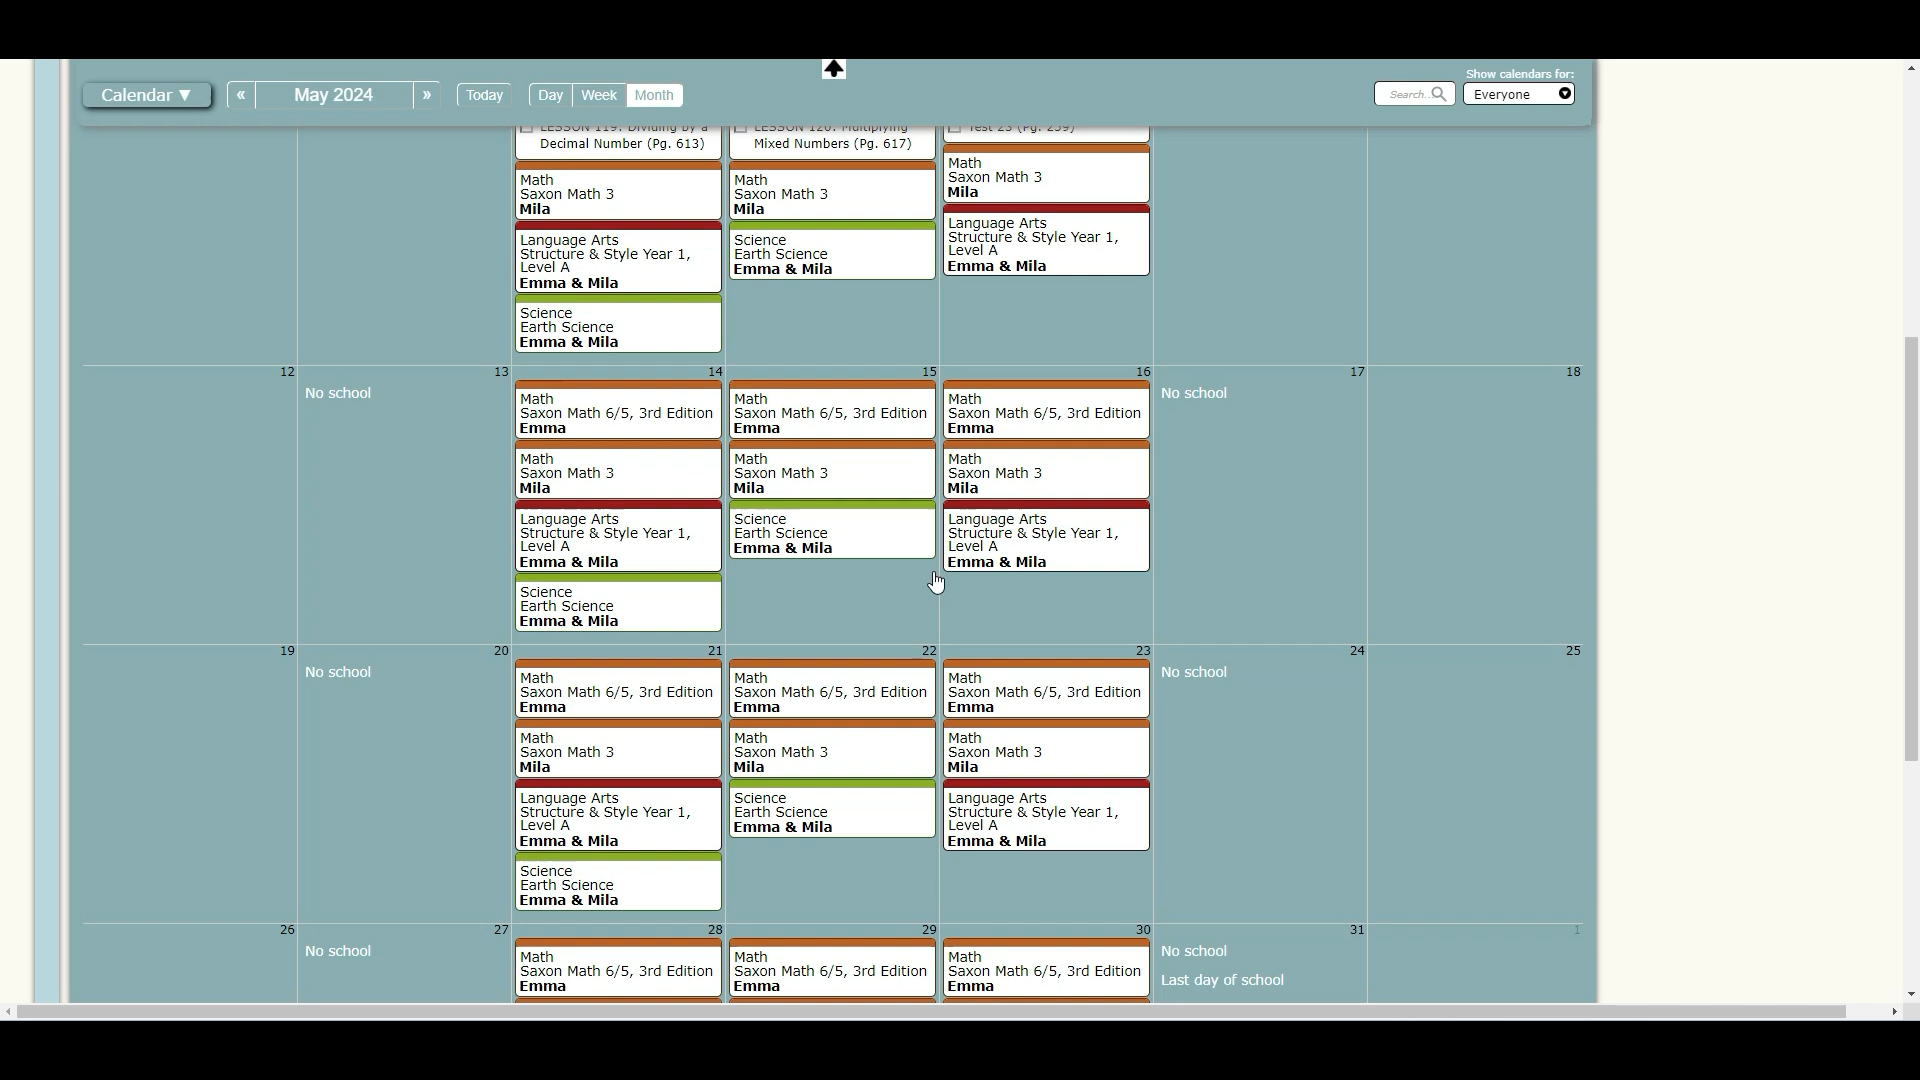 Show calendars for:
Calendar ▼ « May 2024 » Today Day Week Month Search.. Everyone
LESSON 119: Dividing by a
Decimal Number (Pg. 613)
Math
Saxon Math 3
Mila
Language Arts
Structure & Style Year 1,
Level A
Emma & Mila
Science
Earth Science
Emma & Mila
LESSON 120: Multiplying
Mixed Numbers (Pg. 617)
Math
Saxon Math 3
Mila
Science
Earth Science
Emma & Mila
Test 23 (Pg. 259)
Math
Saxon Math 3
Mila
Language Arts
Structure & Style Year 1,
Level A
Emma & Mila
12 13 14 15 16 17 18
No school
Math
Saxon Math 6/5, 3rd Edition
Emma
Math
Saxon Math 3
Mila
Language Arts
Structure & Style Year 1,
Level A
Emma & Mila
Science
Earth Science
Emma & Mila
Math
Saxon Math 6/5, 3rd Edition
Emma
Math
Saxon Math 3
Mila
Science
Earth Science
Emma & Mila
Math
Saxon Math 6/5, 3rd Edition
Emma
Math
Saxon Math 3
Mila
Language Arts
Structure & Style Year 1,
Level A
Emma & Mila
No school
19 20 21 22 23 24 25
No school
Math
Saxon Math 6/5, 3rd Edition
Emma
Math
Saxon Math 3
Mila
Language Arts
Structure & Style Year 1,
Level A
Emma & Mila
Science
Earth Science
Emma & Mila
Math
Saxon Math 6/5, 3rd Edition
Emma
Math
Saxon Math 3
Mila
Science
Earth Science
Emma & Mila
Math
Saxon Math 6/5, 3rd Edition
Emma
Math
Saxon Math 3
Mila
Language Arts
Structure & Style Year 1,
Level A
Emma & Mila
No school
26 27 28 29 30 31 1
No school
Math
Saxon Math 6/5, 3rd Edition
Emma
Math
Saxon Math 6/5, 3rd Edition
Emma
Math
Saxon Math 6/5, 3rd Edition
Emma
No school
Last day of school